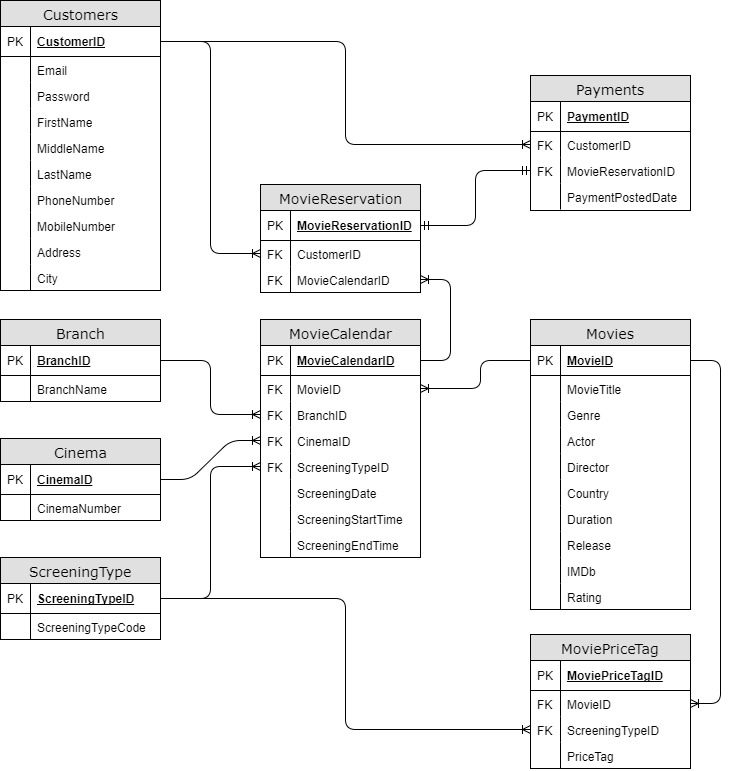 Customers
PK CustomerID
Email
Password
FirstName
MiddleName
LastName
PhoneNumber
MobileNumber
Address
City
Payments
PK PaymentID
FK CustomerID
FK MovieReservationID
PaymentPostedDate
MovieReservation
PK MovieReservationID
FK CustomerID
FK MovieCalendarID
Branch
PK BranchID
BranchName
MovieCalendar
PK MovieCalendarID
FK MovieID
FK BranchID
FK CinemaID
FK ScreeningTypeID
ScreeningDate
ScreeningStartTime
ScreeningEndTime
Movies
PK MovieID
MovieTitle
Genre
Actor
Director
Country
Duration
Release
IMDb
Rating
Cinema
PK CinemaID
CinemaNumber
ScreeningType
PK ScreeningTypeID
ScreeningTypeCode
MoviePriceTag
PK MoviePriceTagID
FK MovieID
FK ScreeningTypeID
PriceTag